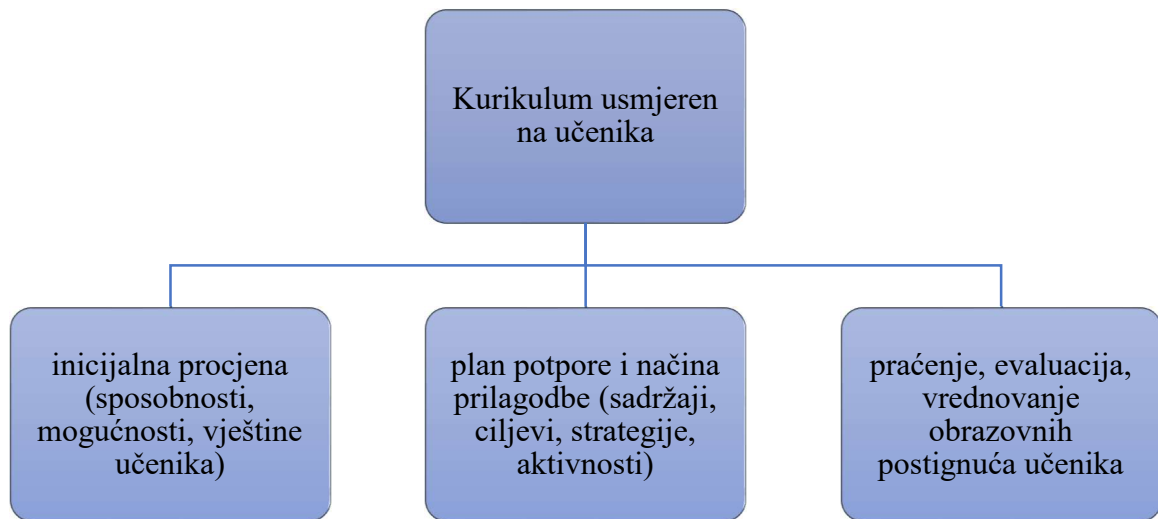 Kurikulum usmjeren
na učenika
inicijalna procjena
(sposobnosti,
mogućnosti, vještine
učenika)
plan potpore i načina
prilagodbe (sadržaji,
ciljevi, strategije,
aktivnosti)
praćenje, evaluacija,
vrednovanje
obrazovnih
postignuća učenika